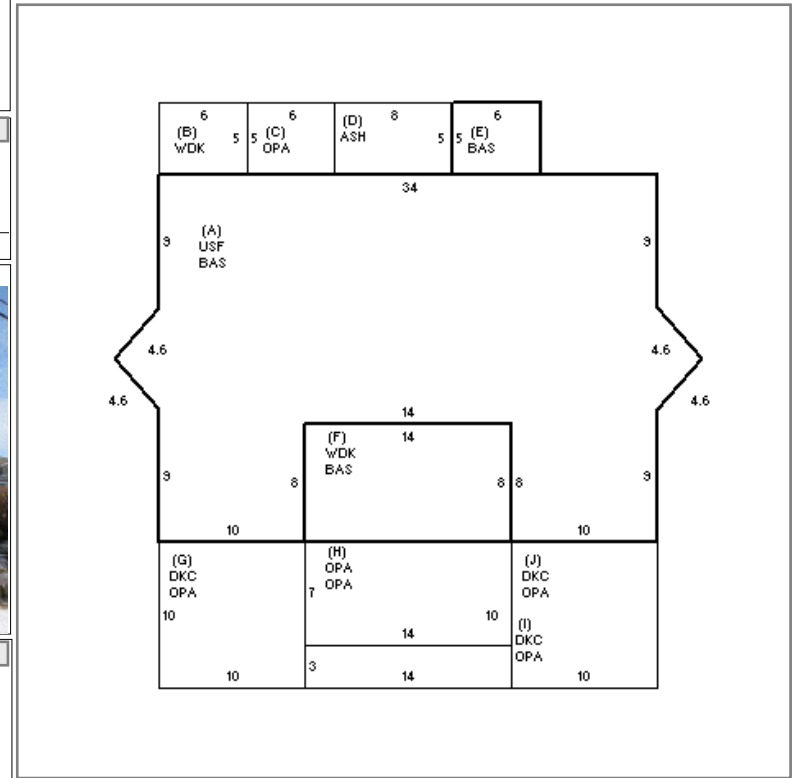 6
6
8
6
(B)
WDK
5
5
(C)
OPA
(D)
ASH
5
5
(E)
BAS
34
9
(A)
USF
BAS
9
4.6
4.6
4.6
4.6
14
14
(F)
WDK
BAS
9
8
8
8
9
10
10
(G)
DKC
OPA
(H)
OPA
OPA
(J)
DKC
OPA
7
10
10
(I)
DKC
OPA
14
3
10
14
10